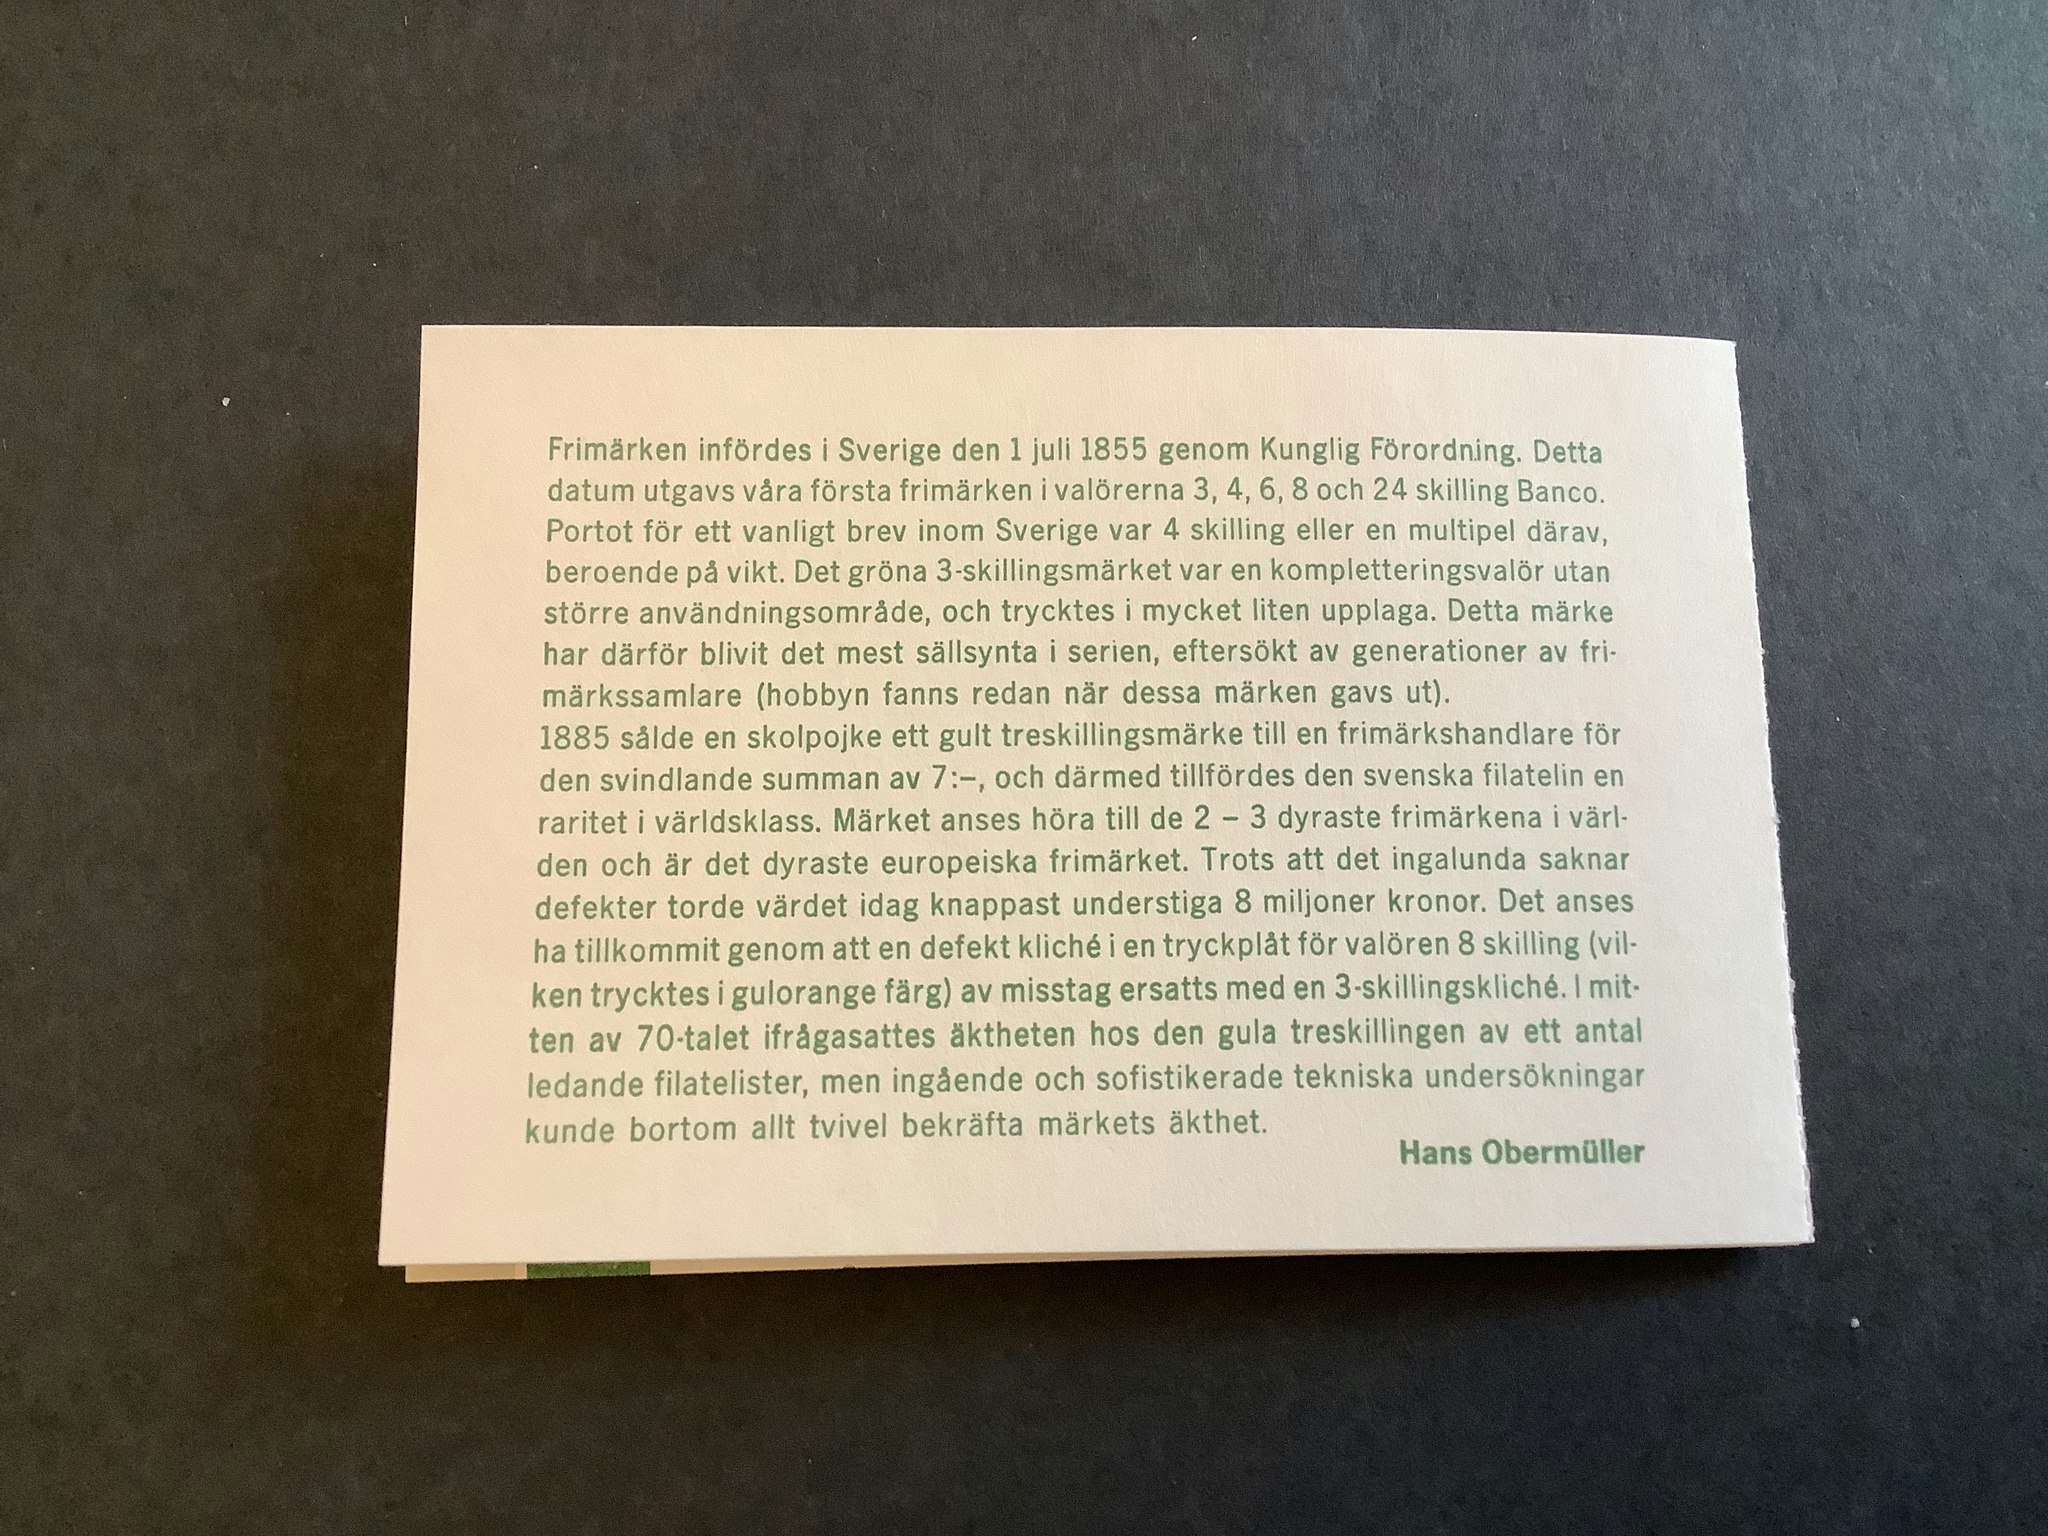 Frimärken infördes i Sverige den 1 juli 1855 genom Kunglig Förordning. Detta
datum utgavs våra första frimärken i valörerna 3, 4, 6, 8 och 24 skilling Banco.
Portot för ett vanligt brev inom Sverige var 4 skilling eller en multipel därav,
beroende på vikt. Det gröna 3-skillingsmärket var en kompletteringsvalör utan
större användningsområde, och trycktes i mycket liten upplaga. Detta märke
har därför blivit det mest sällsynta i serien, eftersökt av generationer av fri-
märkssamlare (hobbyn fanns redan när dessa märken gavs ut).
1885 sålde en skolpojke ett gult treskillingsmärke till en frimärkshandlare för
den svindlande summan av 7:–, och därmed tillfördes den svenska filatelin en
raritet i världsklass. Märket anses höra till de 2 – 3 dyraste frimärkena i värl-
den och är det dyraste europeiska frimärket. Trots att det ingalunda saknar
defekter torde värdet idag knappast understiga 8 miljoner kronor. Det anses
ha tillkommit genom att en defekt kliché i en tryckplåt för valören 8 skilling (vil-
ken trycktes i gulorange färg) av misstag ersatts med en 3-skillingskliché. I mit-
ten av 70-talet ifrågasattes äktheten hos den gula treskillingen av ett antal
ledande filatelister, men ingående och sofistikerade tekniska undersökningar
kunde bortom allt tvivel bekräfta märkets äkthet.
Hans Obermüller